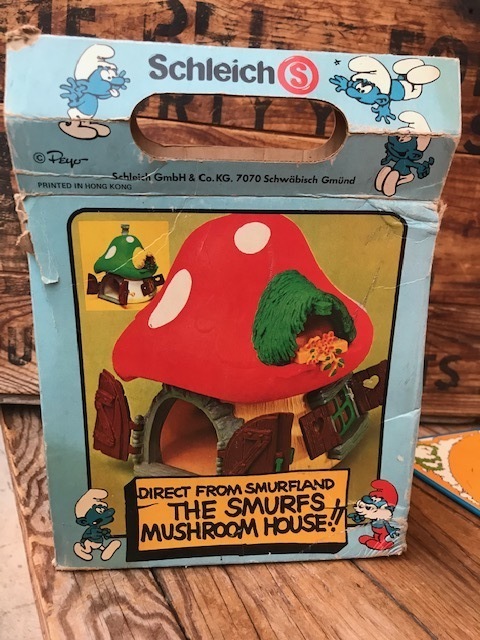 Schleich S
© Peyo
Schleich GmbH & Co. KG. 7070 Schwäbisch Gmünd
PRINTED IN HONG KONG
DIRECT FROM SMURFLAND
THE SMURFS
MUSHROOM HOUSE!!